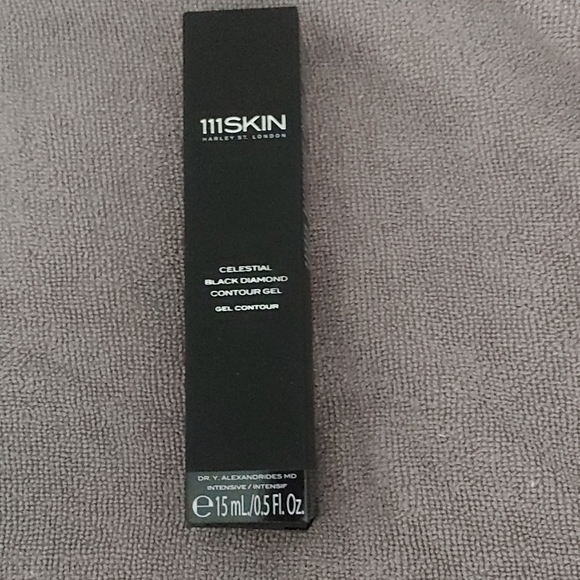 111SKIN
HARLEY ST. LONDON
CELESTIAL
BLACK DIAMOND
CONTOUR GEL
GEL CONTOUR
DR. Y. ALEXANDRIDES MD
INTENSIVE / INTENSIF
℮15 mL./0.5 Fl. Oz.